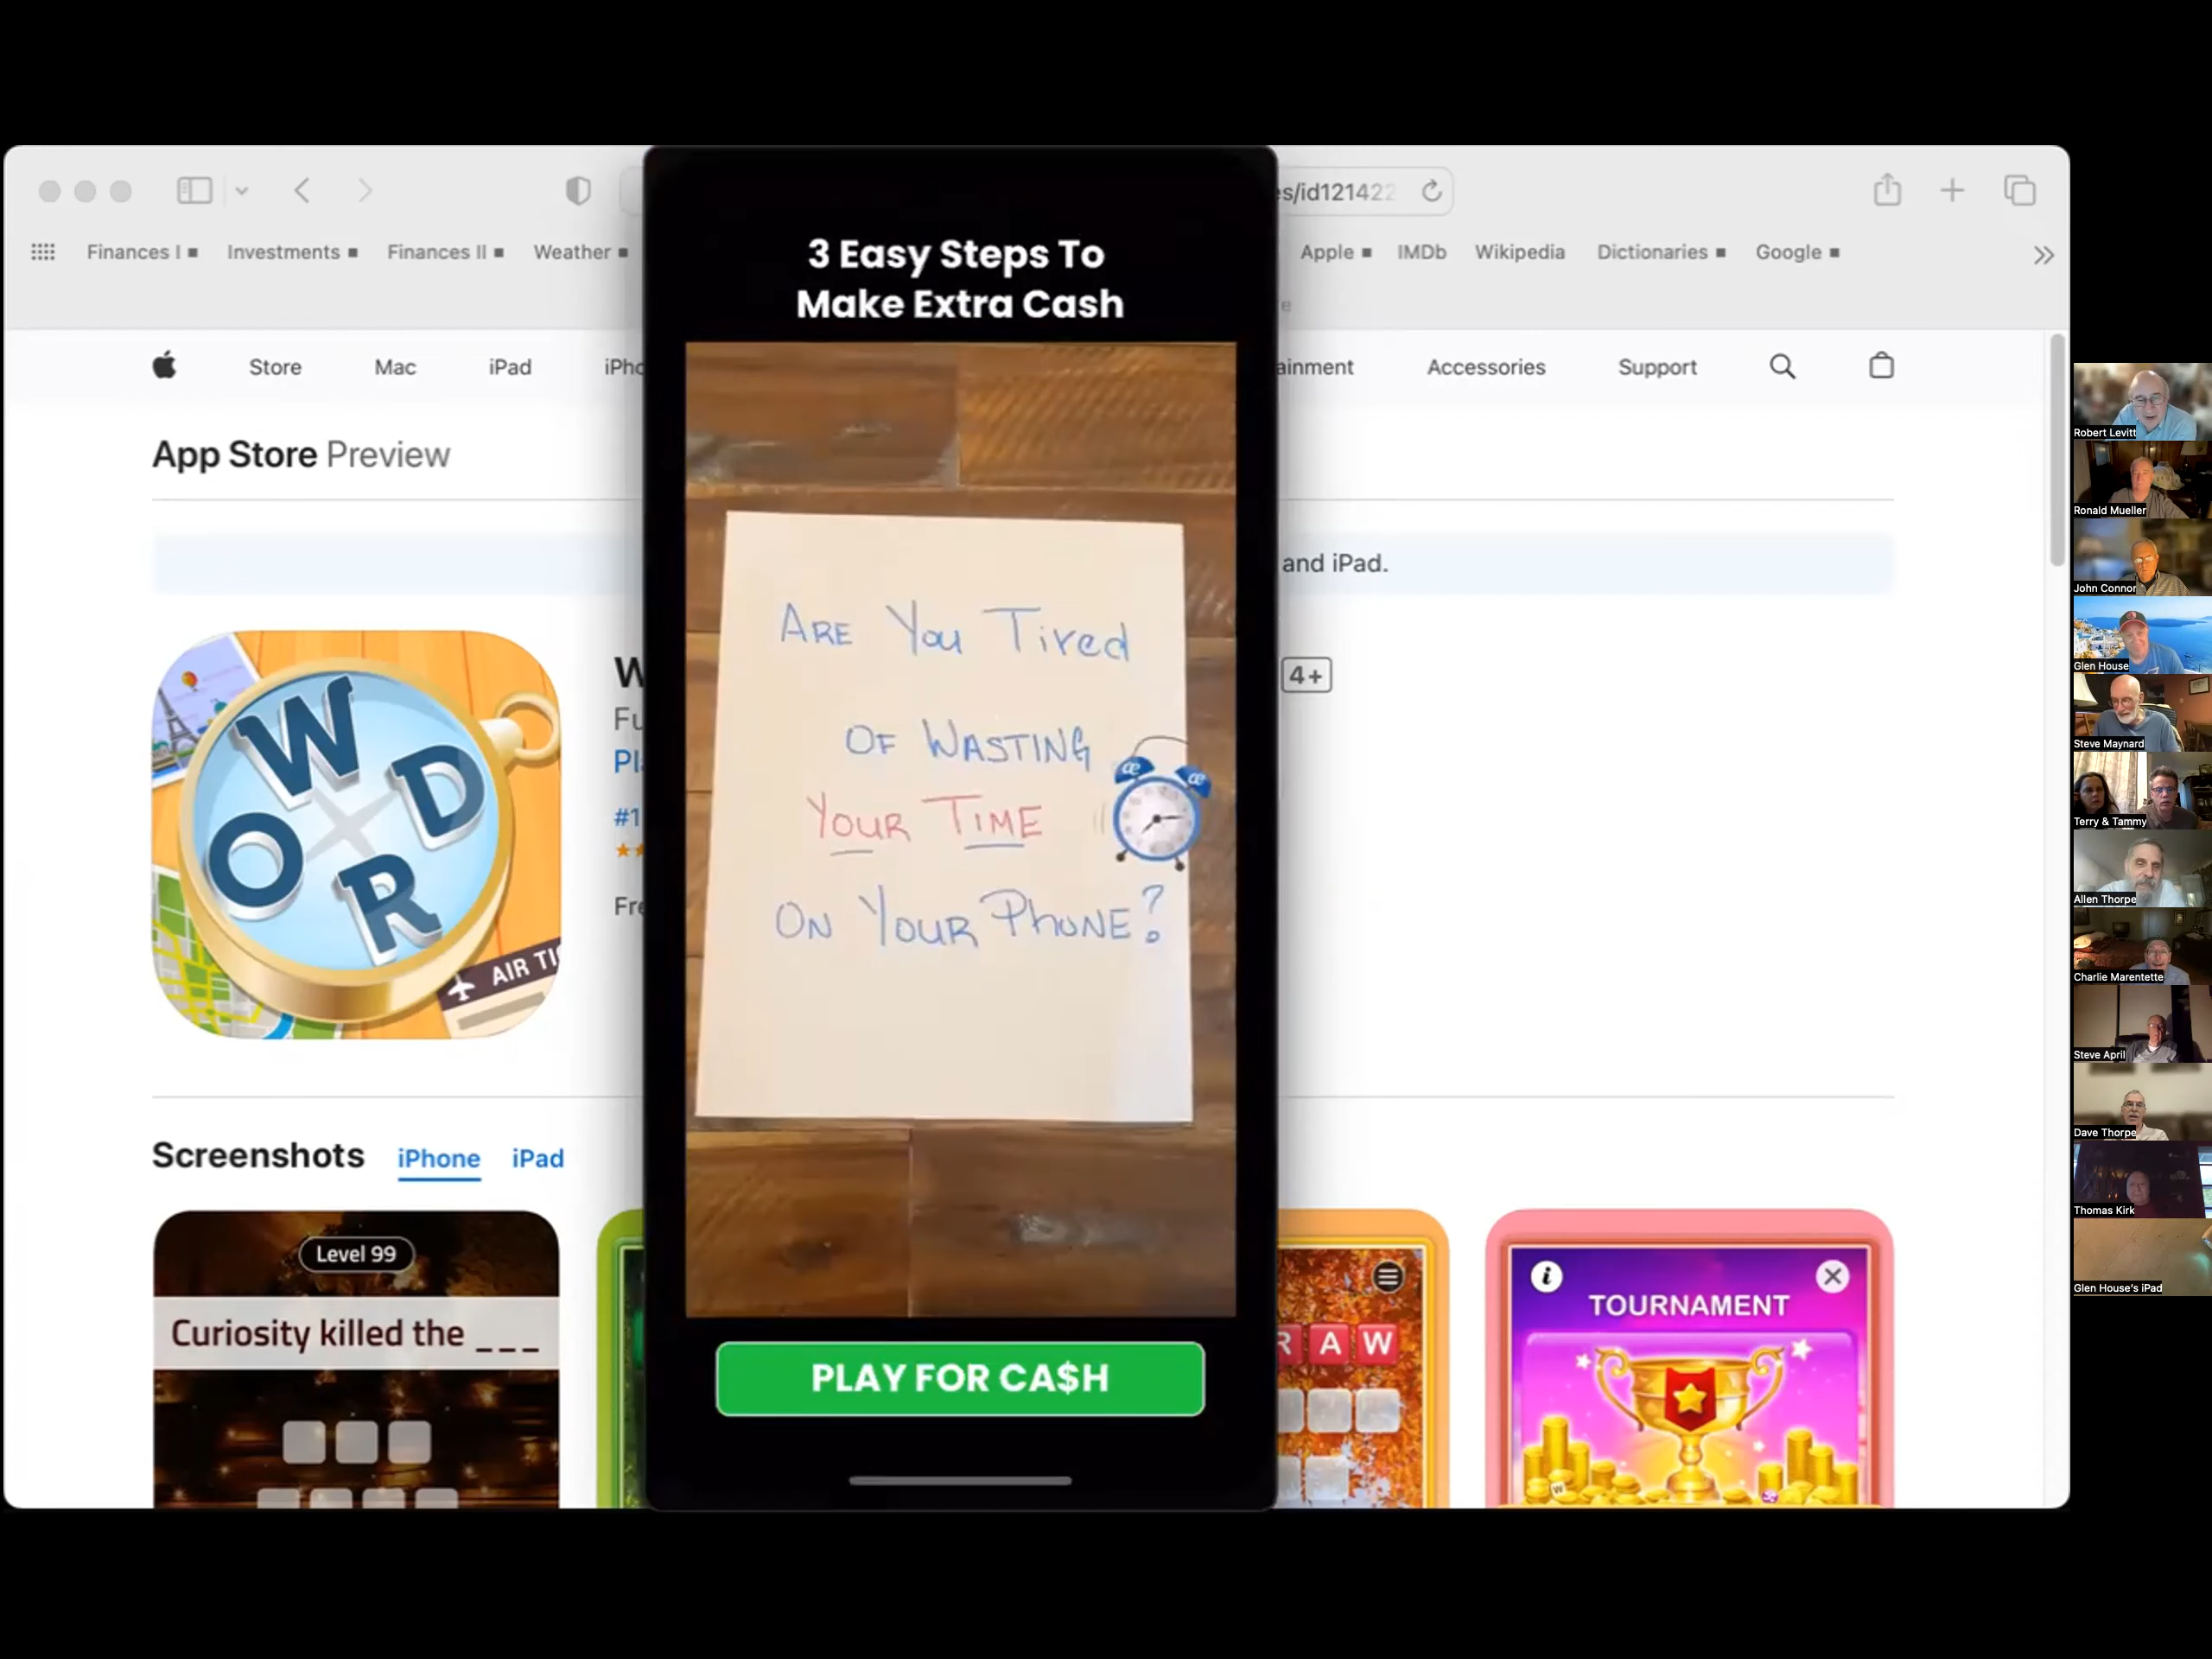 s/id121422
Finances I
Investments
Finances II
Weather
Apple
IMDb
Wikipedia
Dictionaries
Google
Store
Mac
iPad
Accessories
Support
App Store Preview
and iPad.
4+
#1
W
O
R
D
AIR
3 Easy Steps To
Make Extra Cash
ARE You Tired
OF WASTING
YOUR TIME
ON YOUR PHONE?
PLAY FOR CA$H
Screenshots iPhone iPad
Level 99
Curiosity killed the _ _ _
R A W
TOURNAMENT
Robert Levitt
Ronald Mueller
John Connor
Glen House
Steve Maynard
Terry & Tammy
Allen Thorpe
Charlie Marentette
Steve April
Dave Thorpe
Thomas Kirk
Glen House's iPad